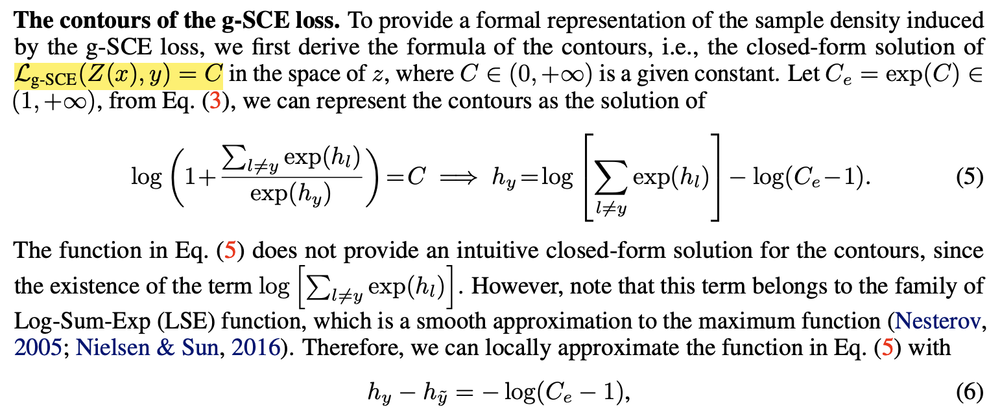 The contours of the g-SCE loss. To provide a formal representation of the sample density induced
by the g-SCE loss, we first derive the formula of the contours, i.e., the closed-form solution of
$\mathcal{L}_{\text{g-SCE}}(Z(x), y) = C$ in the space of $z$, where $C \in (0, +\infty)$ is a given constant. Let $C_e = \exp(C) \in$
$(1, +\infty)$, from Eq. (3), we can represent the contours as the solution of
$\log\left(1+\frac{\sum_{l \neq y} \exp(h_l)}{\exp(h_y)}\right) = C \implies h_y = \log\left[\sum_{l \neq y} \exp(h_l)\right] - \log(C_e - 1).$ (5)
The function in Eq. (5) does not provide an intuitive closed-form solution for the contours, since
the existence of the term $\log\left[\sum_{l \neq y} \exp(h_l)\right]$. However, note that this term belongs to the family of
Log-Sum-Exp (LSE) function, which is a smooth approximation to the maximum function (Nesterov,
2005; Nielsen & Sun, 2016). Therefore, we can locally approximate the function in Eq. (5) with
$h_y - h_{\tilde{y}} = -\log(C_e - 1),$ (6)